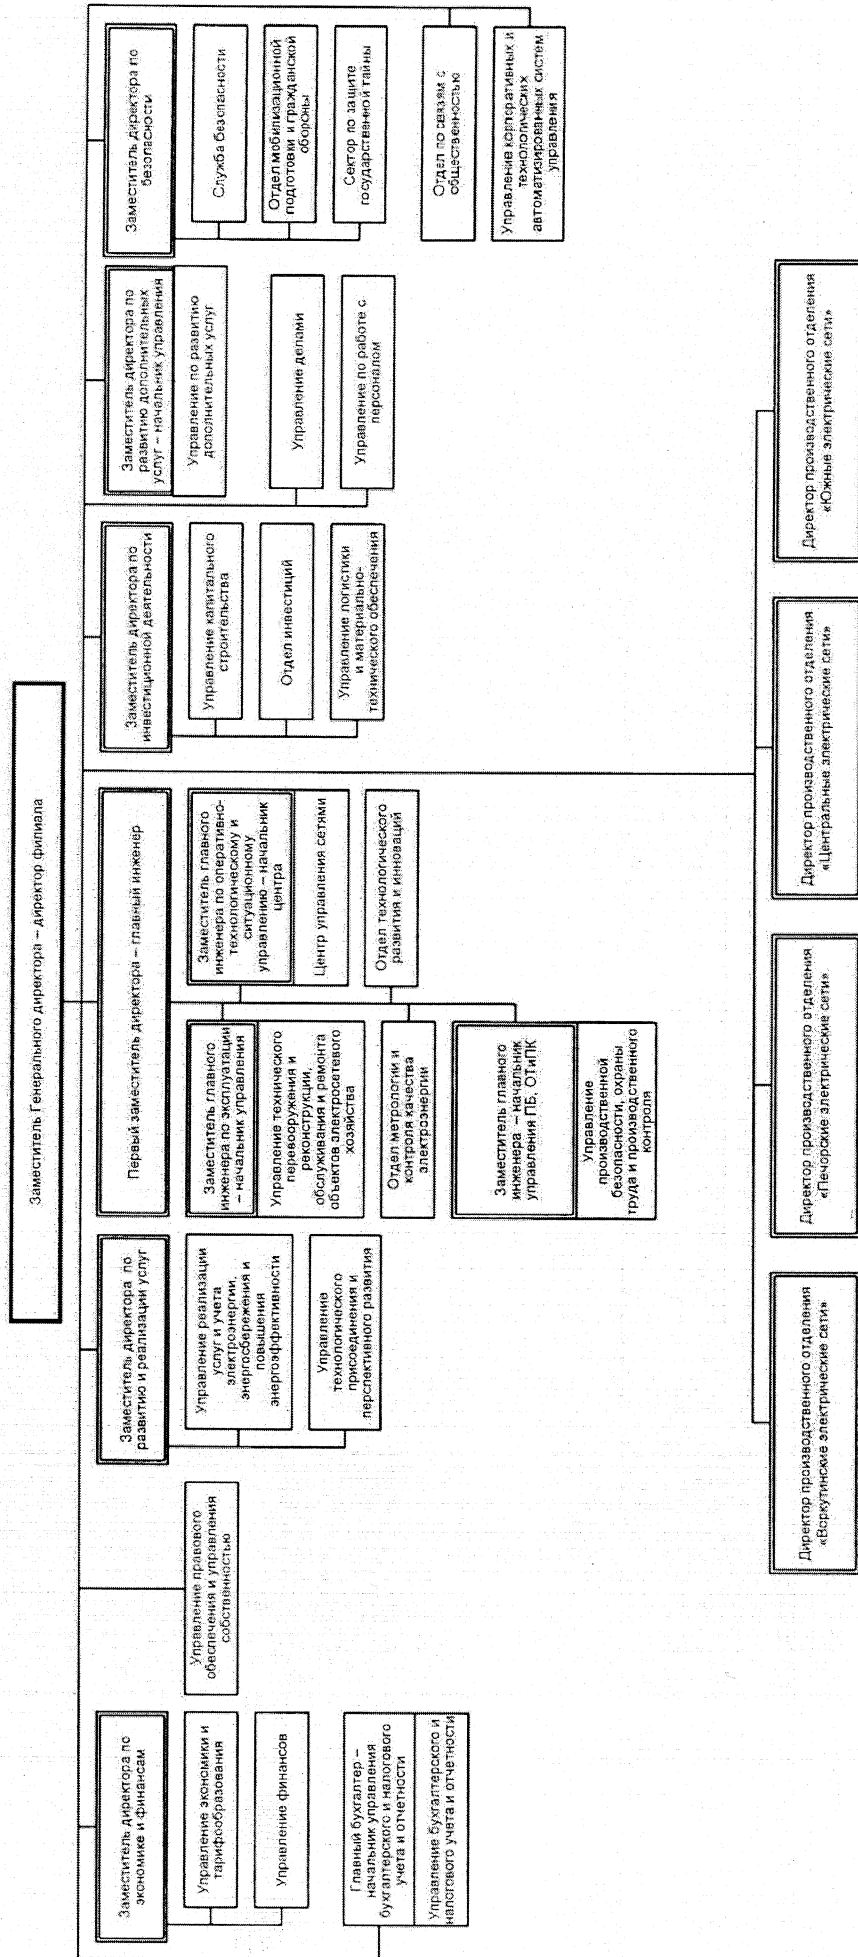 Заместитель Генерального директора – директор филиала
Заместитель директора по
экономике и финансам
Управление экономики и
тарифообразования
Управление финансов
Главный бухгалтер –
начальник управления
бухгалтерского и налогового
учета и отчетности
Управление бухгалтерского и
налогового учета и отчетности
Управление правового
обеспечения и управления
собственностью
Заместитель директора по
развитию и реализации услуг
Управление реализации
услуг и учета
электроэнергии,
энергосбережения и
повышения
энергоэффективности
Управление
технологического
присоединения и
перспективного развития
Первый заместитель директора – главный инженер
Заместитель главного
инженера по эксплуатации
– начальник управления
Управление технического
перевооружения и
реконструкции,
обслуживания и ремонта
объектов электросетевого
хозяйства
Отдел метрологии и
контроля качества
электроэнергии
Заместитель главного
инженера – начальник
управления ПБ, ОТиПК
Управление
производственной
безопасности, охраны
труда и производственного
контроля
Заместитель главного
инженера по оперативно-
технологическому и
ситуационному
управлению – начальник
центра
Центр управления сетями
Отдел технологического
развития и инноваций
Заместитель директора по
инвестиционной деятельности
Управление капитального
строительства
Отдел инвестиций
Управление логистики
и материально-
технического обеспечения
Заместитель директора по
развитию дополнительных
услуг – начальник управления
Управление по развитию
дополнительных услуг
Управление делами
Управление по работе с
персоналом
Заместитель директора по
безопасности
Служба безопасности
Отдел мобилизационной
подготовки и гражданской
обороны
Сектор по защите
государственной тайны
Отдел по связям с
общественностью
Управление корпоративных и
технологических
автоматизированных систем
управления
Директор производственного отделения
«Воркутинские электрические сети»
Директор производственного отделения
«Печорские электрические сети»
Директор производственного отделения
«Центральные электрические сети»
Директор производственного отделения
«Южные электрические сети»